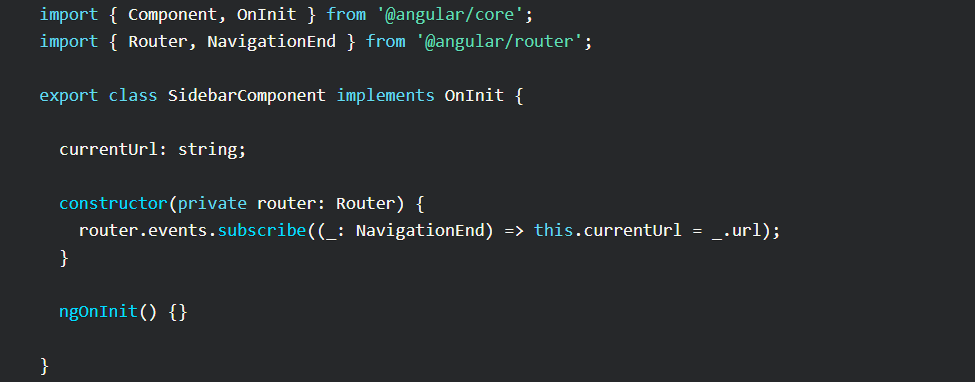 import { Component, OnInit } from '@angular/core';
import { Router, NavigationEnd } from '@angular/router';
export class SidebarComponent implements OnInit {
currentUrl: string;
constructor(private router: Router) {
router.events.subscribe((_: NavigationEnd) => this.currentUrl = _.url);
}
ngOnInit() {}
}